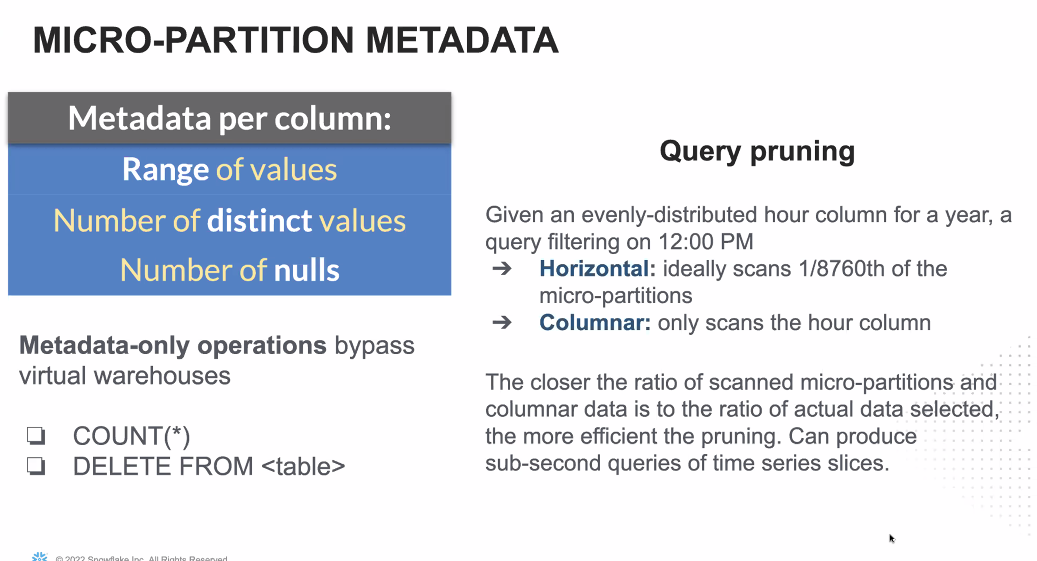 MICRO-PARTITION METADATA
Metadata per column:
Range of values
Number of distinct values
Number of nulls
Metadata-only operations bypass
virtual warehouses
❏ COUNT(*)
❏ DELETE FROM <table>
Query pruning
Given an evenly-distributed hour column for a year, a
query filtering on 12:00 PM
➔ Horizontal: ideally scans 1/8760th of the
micro-partitions
➔ Columnar: only scans the hour column
The closer the ratio of scanned micro-partitions and
columnar data is to the ratio of actual data selected,
the more efficient the pruning. Can produce
sub-second queries of time series slices.
© 2022 Snowflake Inc. All Rights Reserved